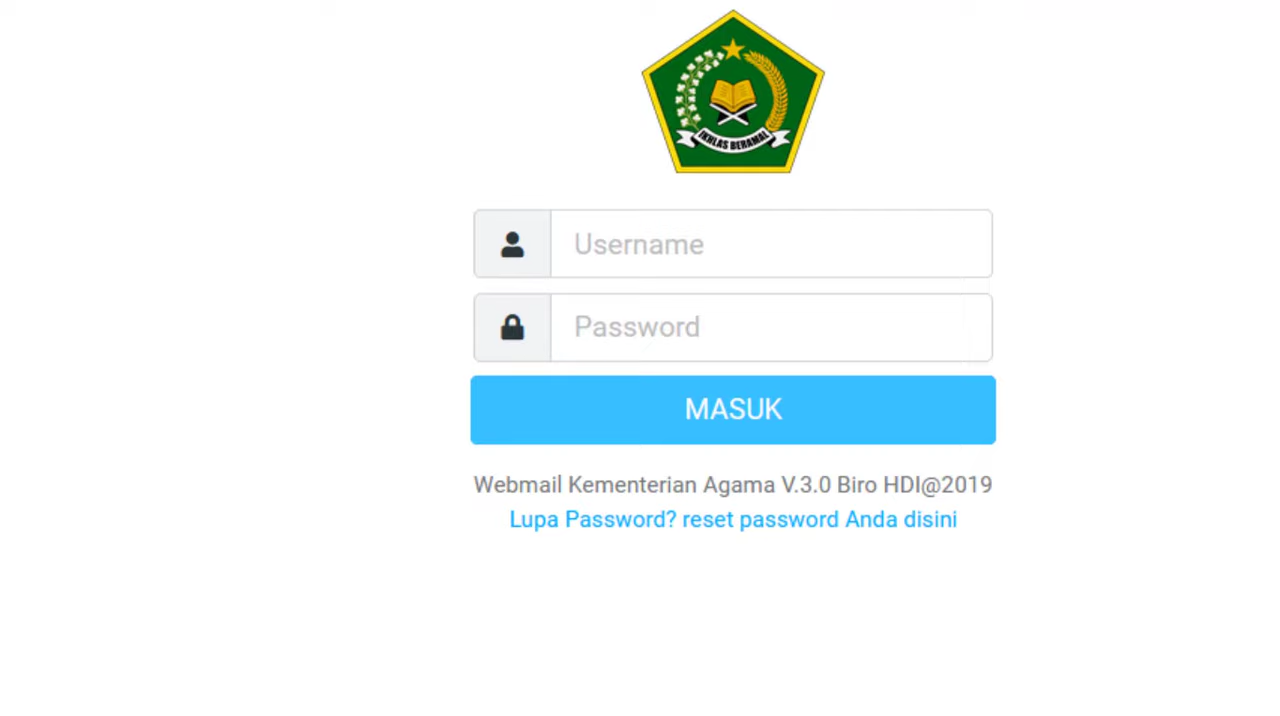 IKHLAS BERAMAL
Username
Password
MASUK
Webmail Kementerian Agama V.3.0 Biro HDI@2019
Lupa Password? reset password Anda disini